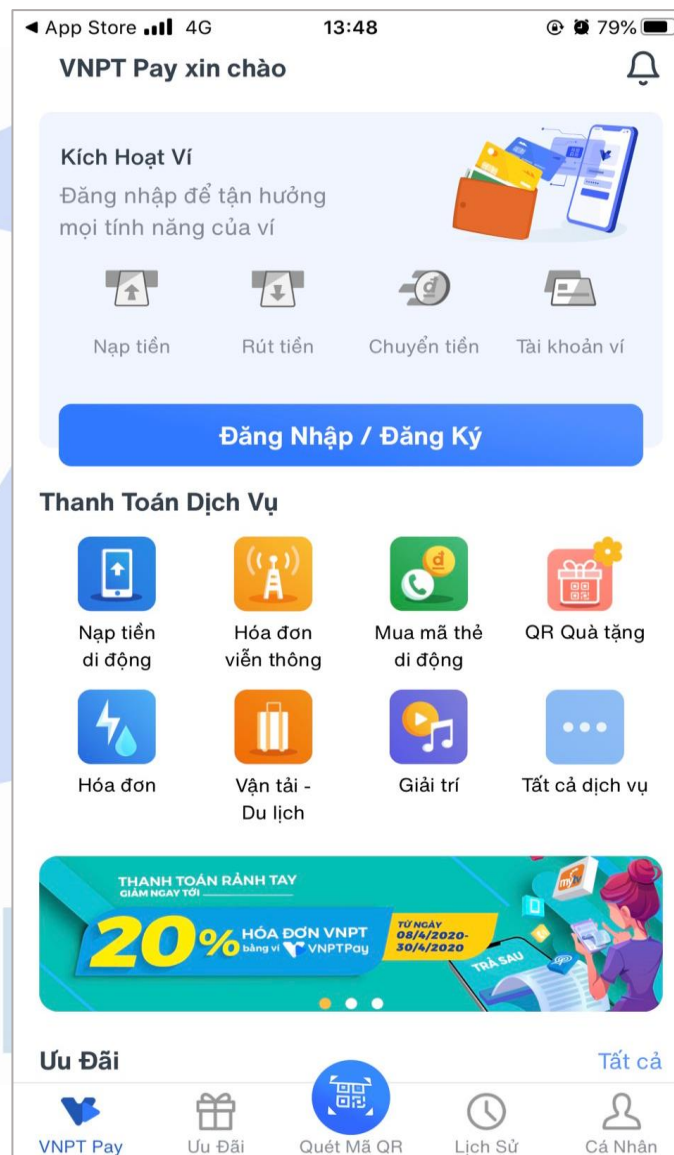 App Store 4G 13:48 79%
VNPT Pay xin chào
Kích Hoạt Ví
Đăng nhập để tận hưởng
mọi tính năng của ví
Nạp tiền Rút tiền Chuyển tiền Tài khoản ví
Đăng Nhập / Đăng Ký
Thanh Toán Dịch Vụ
Nạp tiền
di động
Hóa đơn
viễn thông
Mua mã thẻ
di động
QR Quà tặng
Hóa đơn
Vận tải -
Du lịch
Giải trí
Tất cả dịch vụ
THANH TOÁN RẢNH TAY
GIẢM NGAY TỚI
20% HÓA ĐƠN VNPT
bằng ví VNPTPay
TỪ NGÀY
08/4/2020-
30/4/2020
mytv
TRẢ SAU
Ưu Đãi Tất cả
VNPT Pay Ưu Đãi Quét Mã QR Lịch Sử Cá Nhân